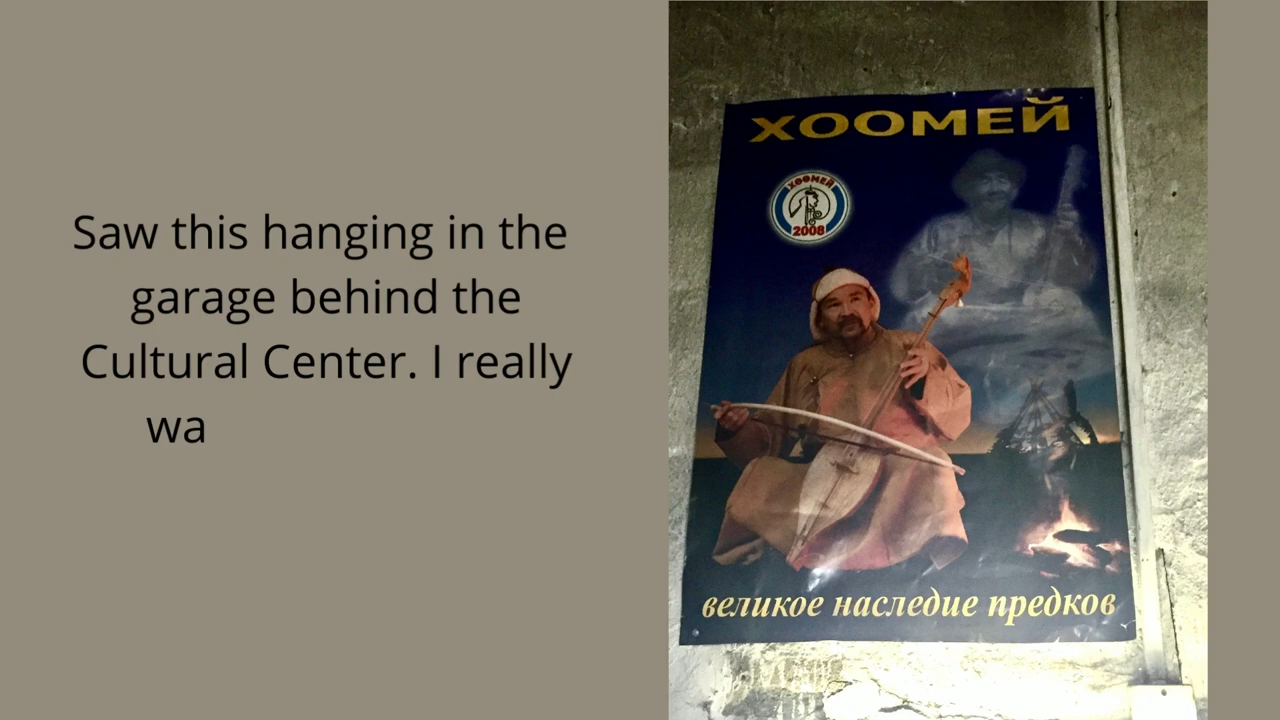 Saw this hanging in the
garage behind the
Cultural Center. I really
wa
ХООМЕЙ
ХООМЕЙ
2008
великое наследие предков